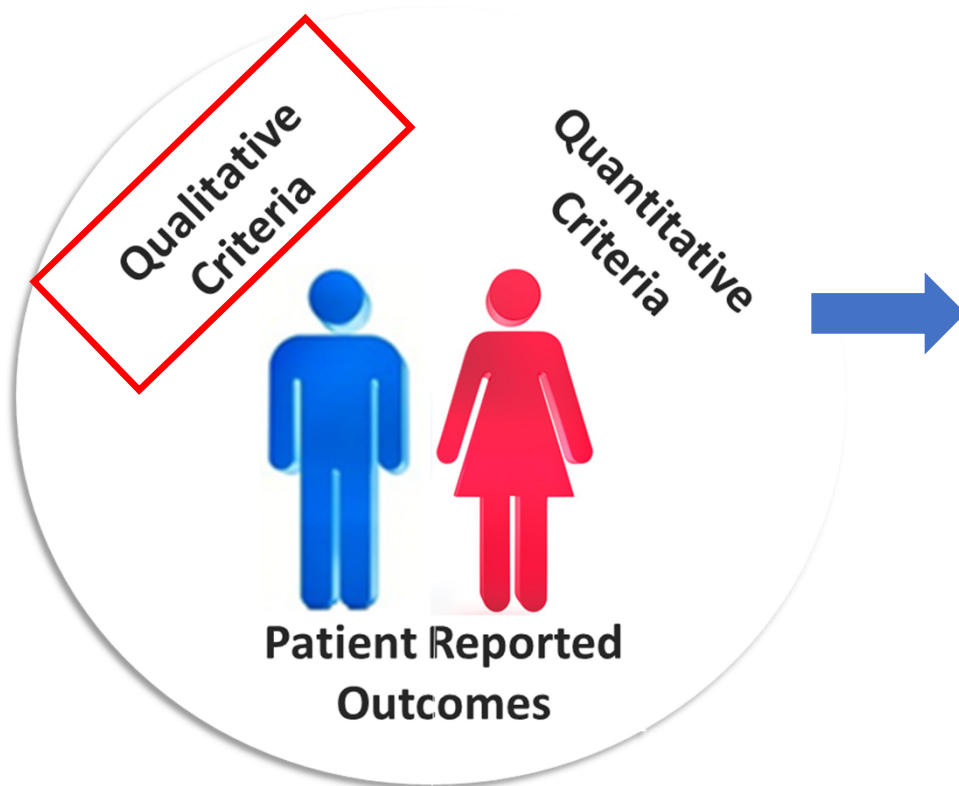 Qualitative
Criteria
Quantitative
Criteria
Patient Reported
Outcomes